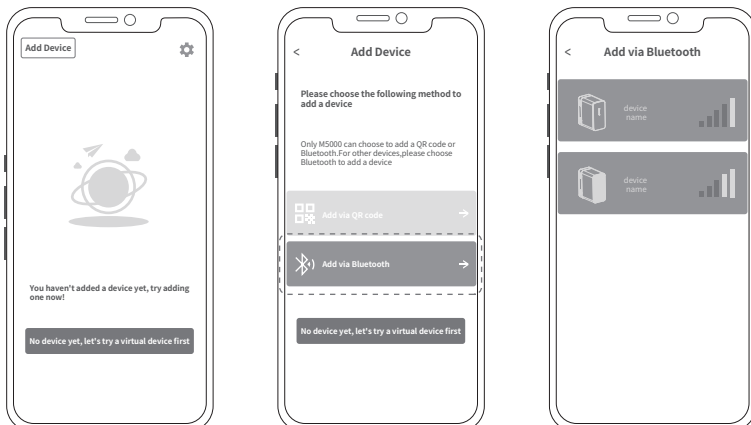 Add Device
You haven't added a device yet, try adding
one now!
No device yet, let's try a virtual device first
<
Add Device
Please choose the following method to
add a device
Only M5000 can choose to add a QR code or
Bluetooth.For other devices,please choose
Bluetooth to add a device
Add via QR code
Add via Bluetooth
No device yet, let's try a virtual device first
<
Add via Bluetooth
device
name
device
name